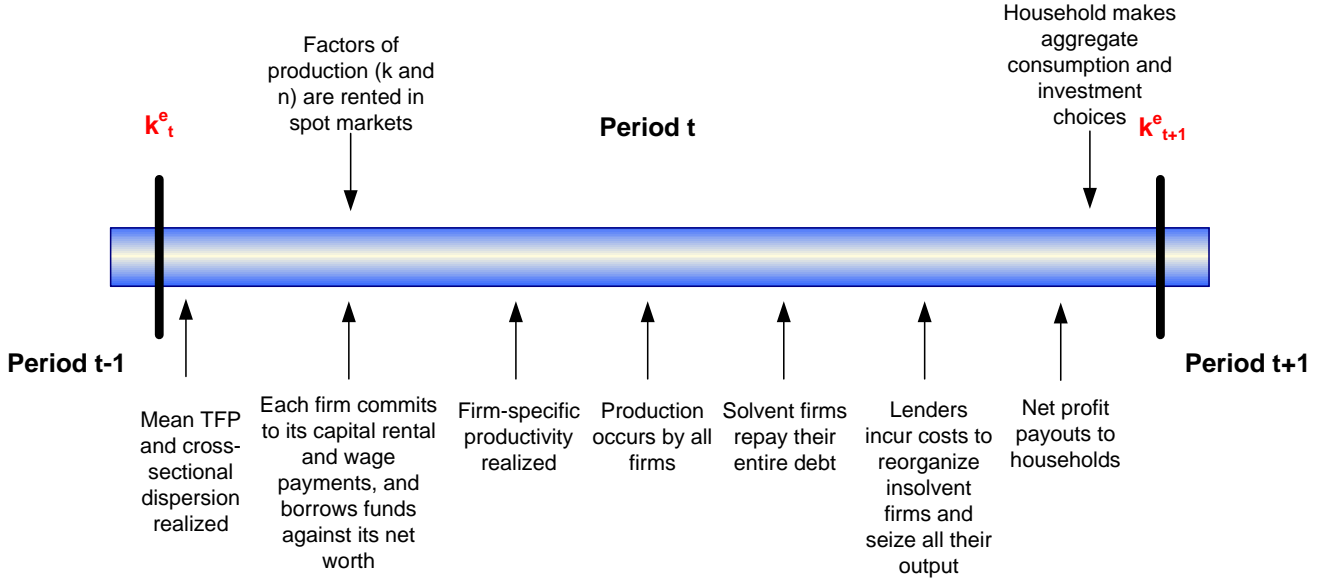 Factors of
production (k and
n) are rented in
spot markets
Household makes
aggregate
consumption and
investment
choices
k^e_t
Period t
k^e_{t+1}
Period t-1
Period t+1
Mean TFP
and cross-
sectional
dispersion
realized
Each firm commits
to its capital rental
and wage
payments, and
borrows funds
against its net
worth
Firm-specific
productivity
realized
Production
occurs by all
firms
Solvent firms
repay their
entire debt
Lenders
incur costs to
reorganize
insolvent
firms and
seize all their
output
Net profit
payouts to
households